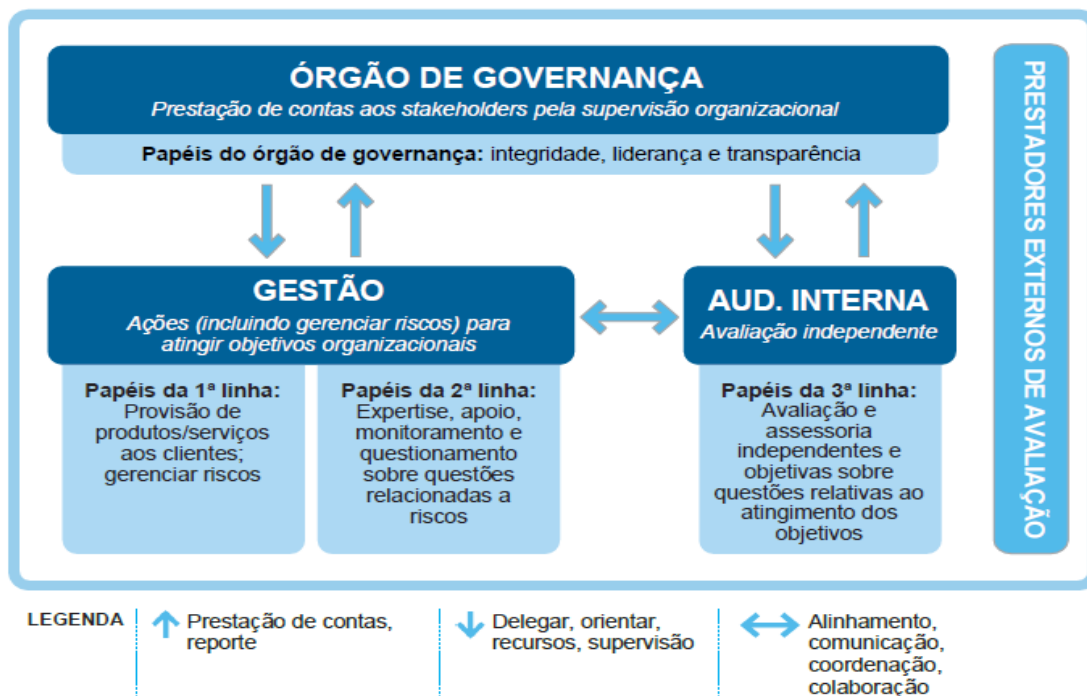 ÓRGÃO DE GOVERNANÇA
Prestação de contas aos stakeholders pela supervisão organizacional
Papéis do órgão de governança: integridade, liderança e transparência
GESTÃO
Ações (incluindo gerenciar riscos) para
atingir objetivos organizacionais
Papéis da 1ª linha:
Provisão de
produtos/serviços
aos clientes;
gerenciar riscos
Papéis da 2ª linha:
Expertise, apoio,
monitoramento e
questionamento
sobre questões
relacionadas a
riscos
AUD. INTERNA
Avaliação independente
Papéis da 3ª linha:
Avaliação e
assessoria
independentes e
objetivas sobre
questões relativas ao
atingimento dos
objetivos
PRESTADORES EXTERNOS DE AVALIAÇÃO
LEGENDA
Prestação de contas,
reporte
Delegar, orientar,
recursos, supervisão
Alinhamento,
comunicação,
coordenação,
colaboração